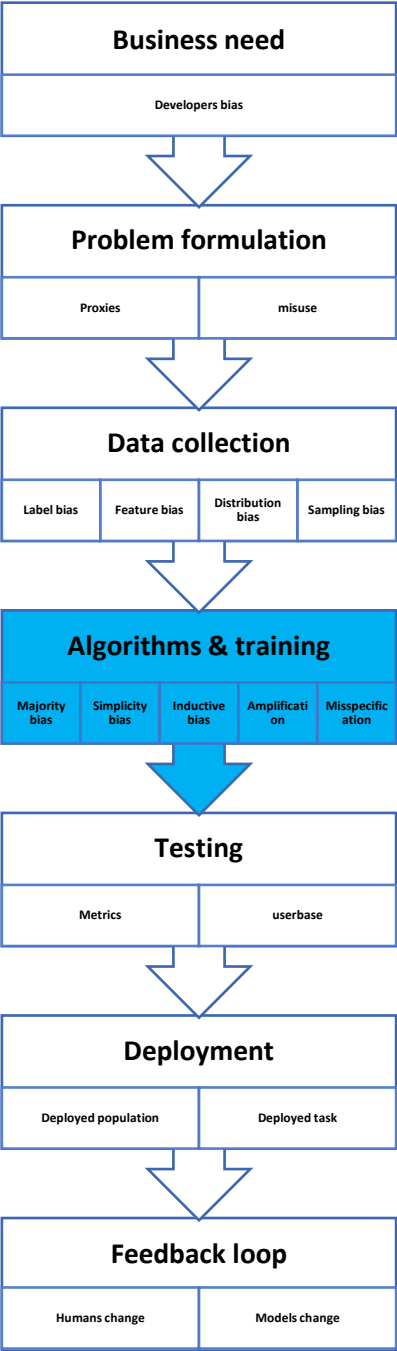 Business need
Developers bias
Problem formulation
Proxies
misuse
Data collection
Label bias
Feature bias
Distribution
bias
Sampling bias
Algorithms & training
Majority
bias
Simplicity
bias
Inductive
bias
Amplificati
on
Misspecific
ation
Testing
Metrics
userbase
Deployment
Deployed population
Deployed task
Feedback loop
Humans change
Models change